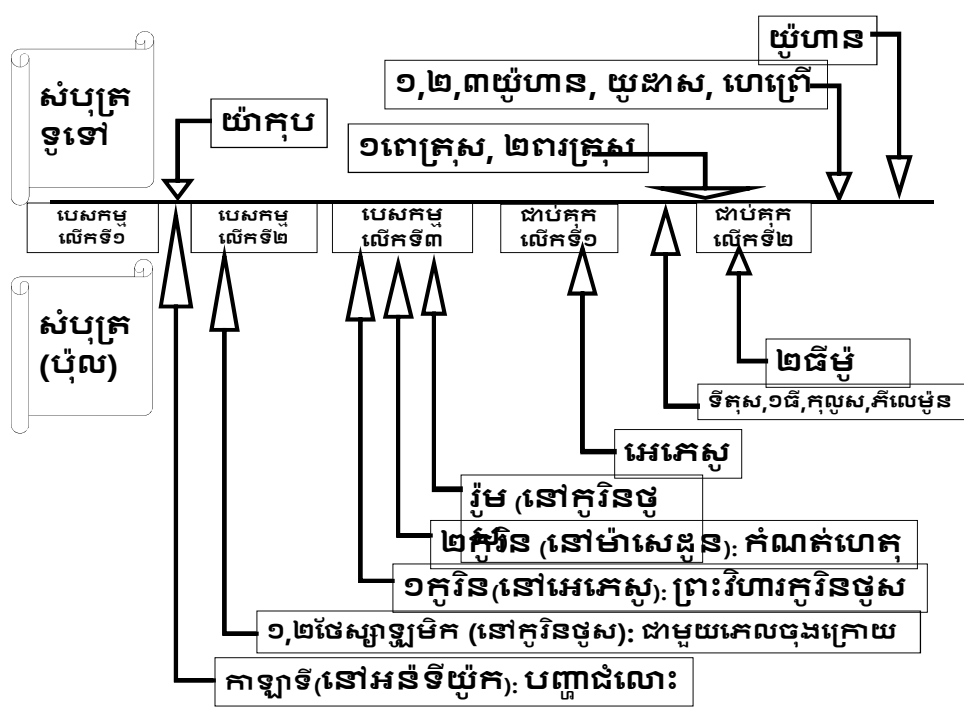 យ៉ូហាន
១,២,៣យ៉ូហាន, យូដាស, ហេព្រើ
សំបុត្រ
ទូទៅ
យ៉ាកុប
១ពេត្រុស, ២ពរត្រុស
បេសកម្ម
លើកទី១
បេសកម្ម
លើកទី២
បេសកម្ម
លើកទី៣
ជាប់គុក
លើកទី១
ជាប់គុក
លើកទី២
សំបុត្រ
(ប៉ុល)
២ធីម៉ូ
ទីតុស,១ធី,កុលូស,ភីលេម៉ូន
អេភេសូ
រ៉ូម (នៅកូរិនថូ
ស)
២កូរិន (នៅម៉ាសេដូន): កំណត់ហេតុ
១កូរិន(នៅអេភេសូ): ព្រះវិហារកូរិនថូស
១,២ថែស្សាឡូមិក (នៅកូរិនថូស): ជាមួយភេលចុងក្រោយ
កាឡាទី(នៅអន់ទីយ៉ូក): បញ្ហាជំលោះ